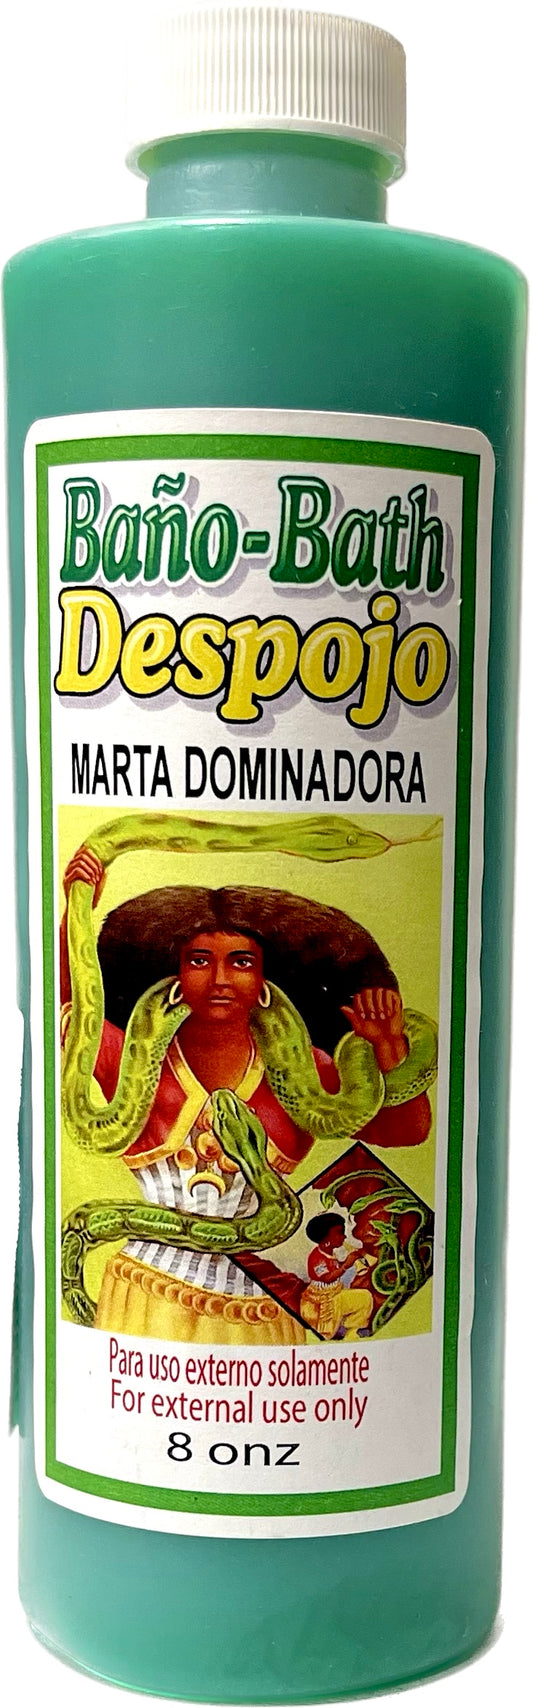 Baño-Bath
Despojo
MARTA DOMINADORA
Para uso externo solamente
For external use only
8 onz